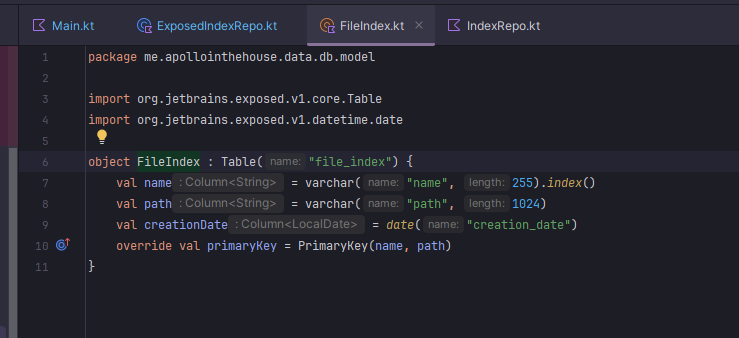 Main.kt ExposedIndexRepo.kt FileIndex.kt IndexRepo.kt
1 package me.apollointhehouse.data.db.model
2
3 import org.jetbrains.exposed.v1.core.Table
4 import org.jetbrains.exposed.v1.datetime.date
5
6 object FileIndex : Table( name: "file_index") {
7 val name : Column<String> = varchar( name: "name", length: 255).index()
8 val path : Column<String> = varchar( name: "path", length: 1024)
9 val creationDate : Column<LocalDate> = date( name: "creation_date")
10 override val primaryKey = PrimaryKey(name, path)
11 }